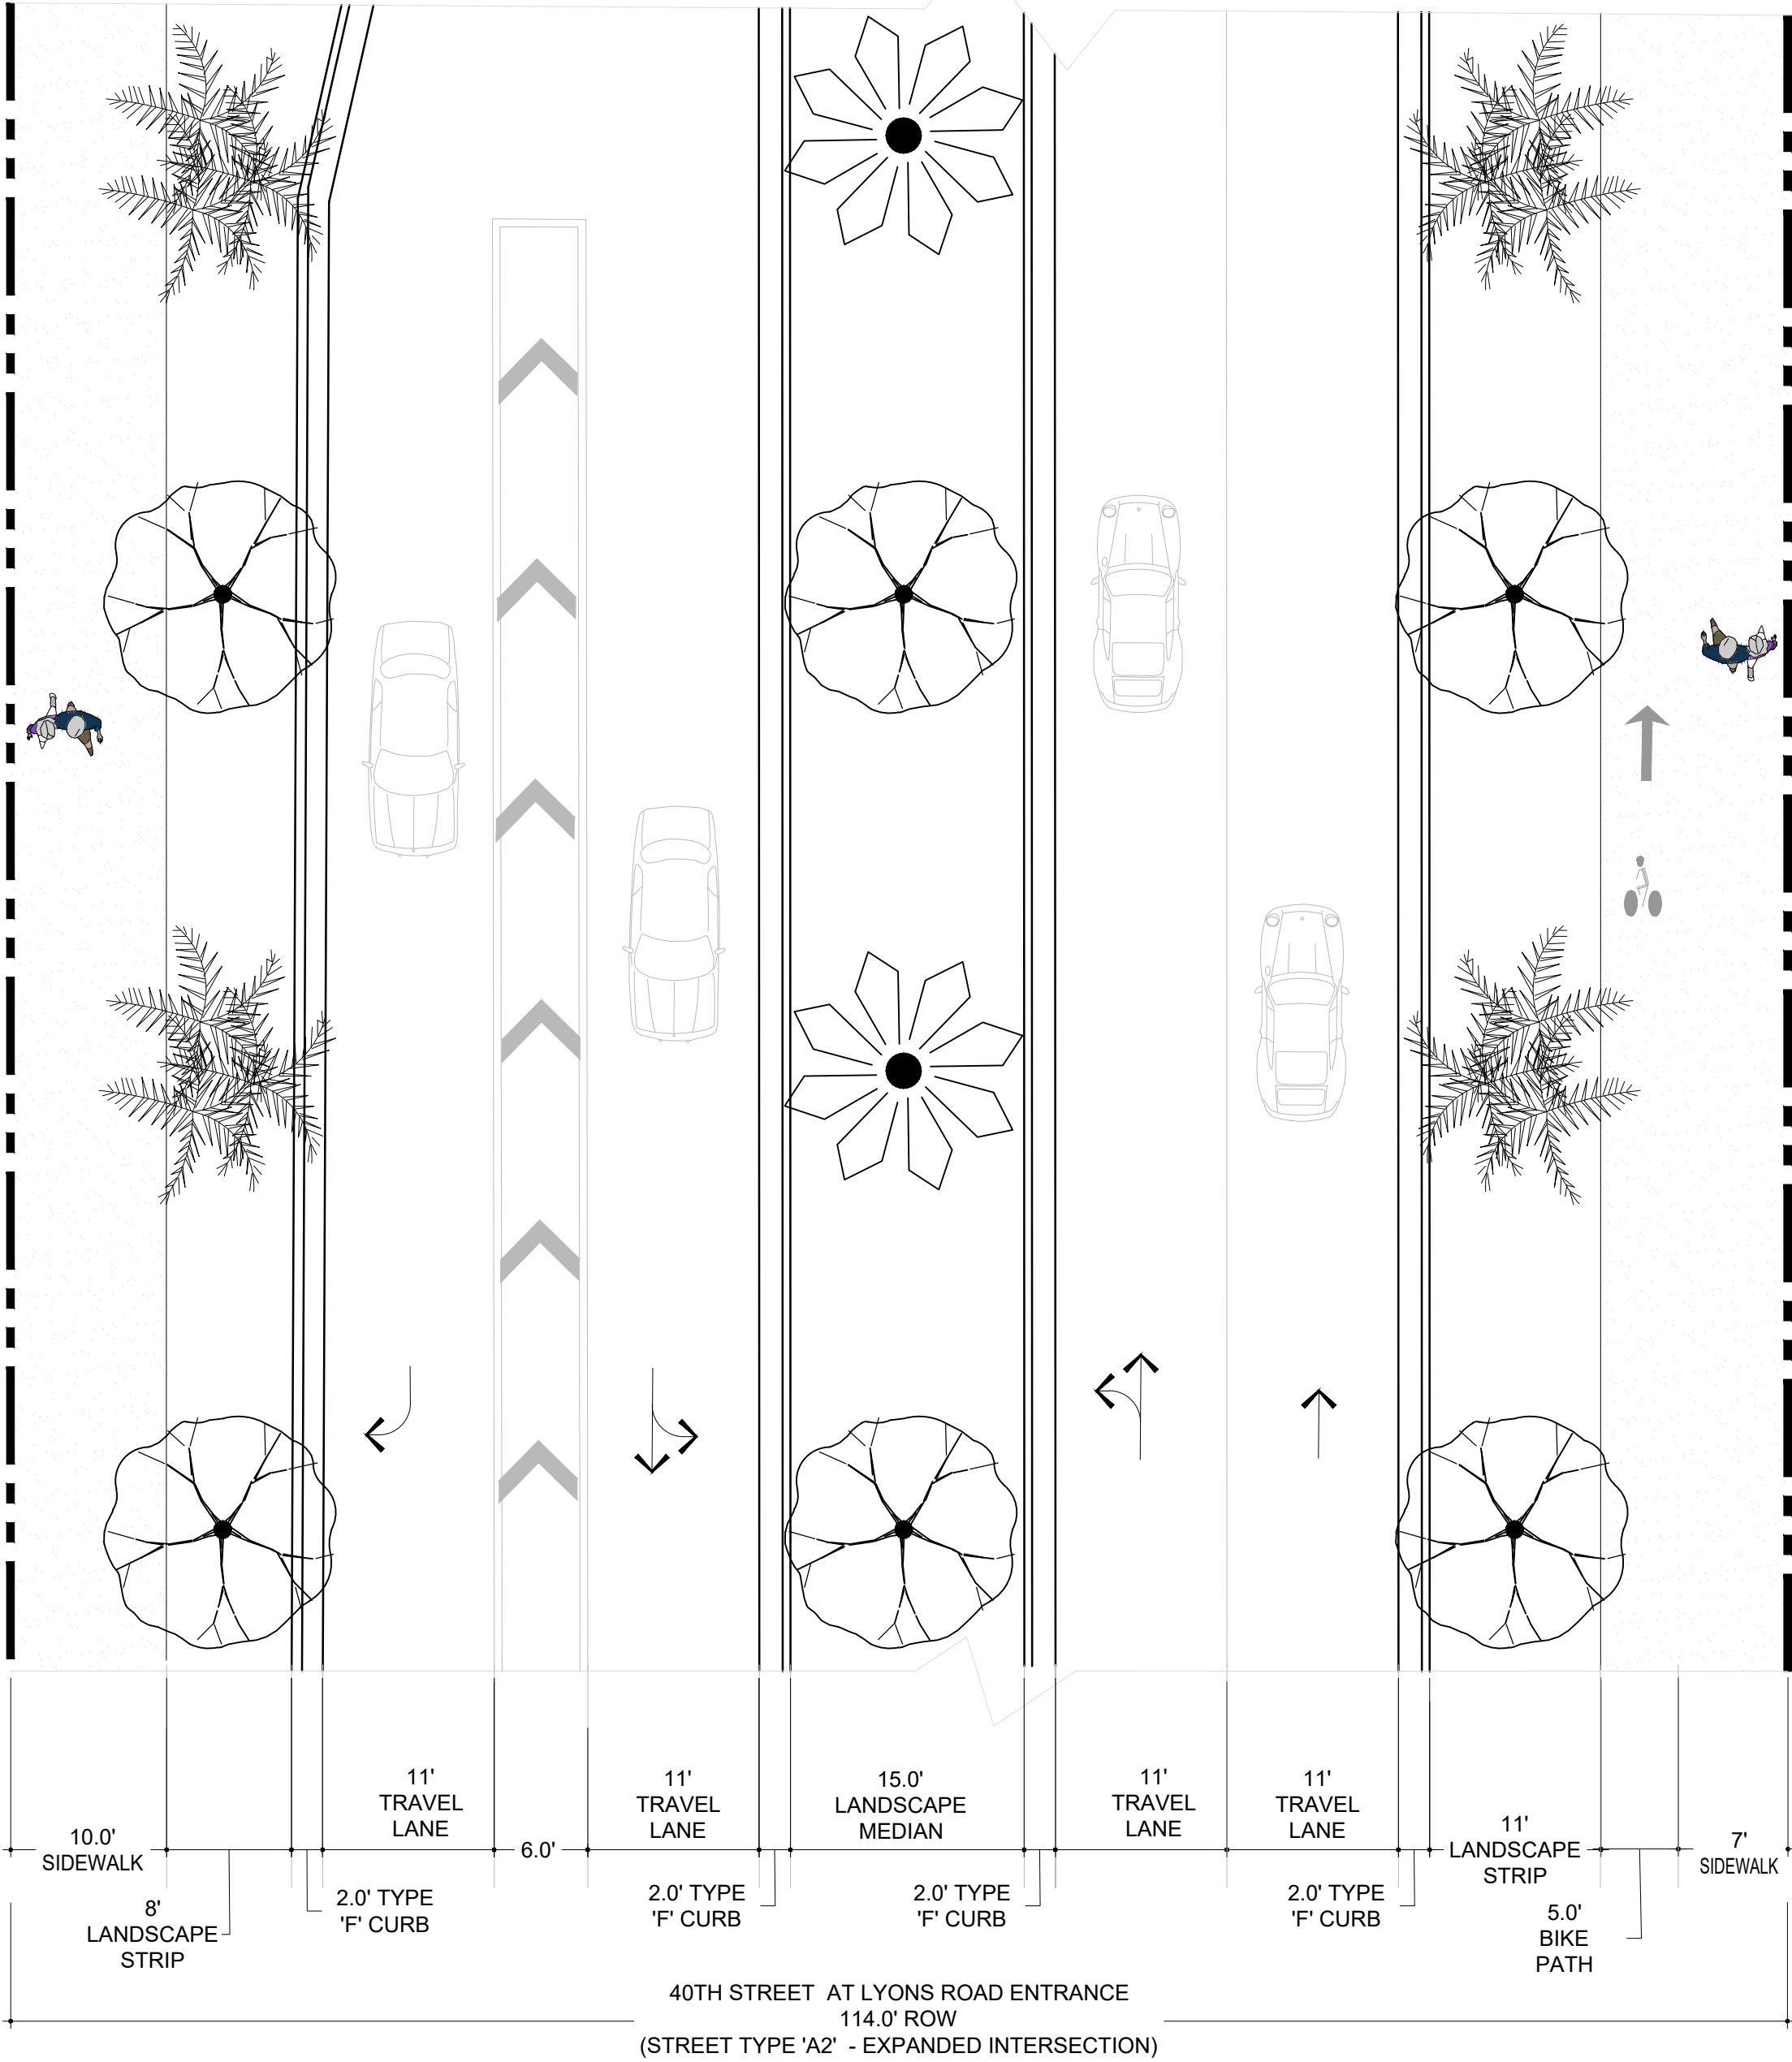 11'
TRAVEL
LANE
11'
TRAVEL
LANE
15.0'
LANDSCAPE
MEDIAN
11'
TRAVEL
LANE
11'
TRAVEL
LANE
10.0'
SIDEWALK
6.0'
11'
LANDSCAPE
STRIP
7'
SIDEWALK
8'
LANDSCAPE
STRIP
2.0' TYPE
'F' CURB
2.0' TYPE
'F' CURB
2.0' TYPE
'F' CURB
2.0' TYPE
'F' CURB
5.0'
BIKE
PATH
40TH STREET AT LYONS ROAD ENTRANCE
114.0' ROW
(STREET TYPE 'A2' - EXPANDED INTERSECTION)